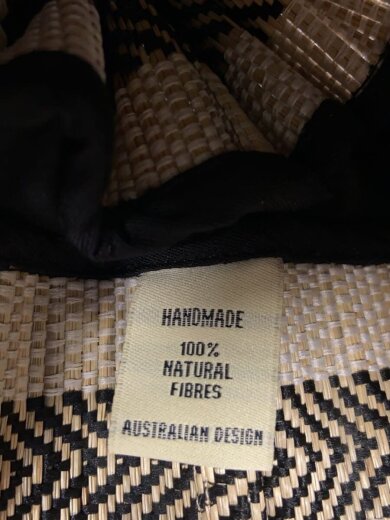 HANDMADE
100%
NATURAL
FIBRES
AUSTRALIAN DESIGN